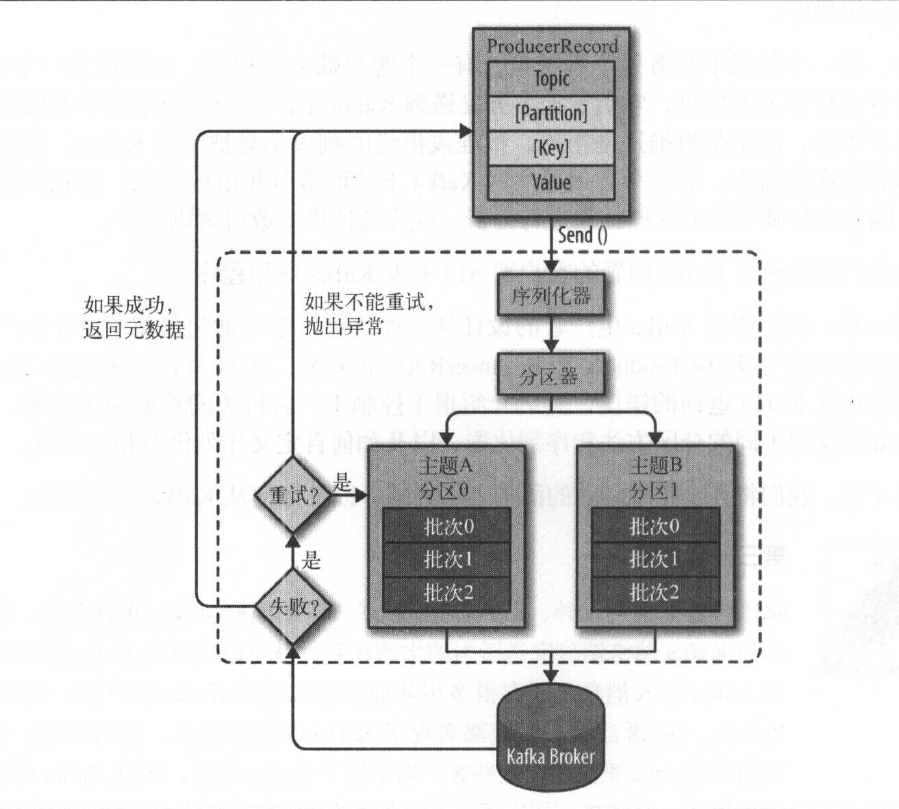 ProducerRecord
Topic
[Partition]
[Key]
Value
Send ()
序列化器
分区器
如果成功，
返回元数据
如果不能重试，
抛出异常
主题A
分区0
批次0
批次1
批次2
主题B
分区1
批次0
批次1
批次2
重试?
是
是
失败?
Kafka Broker